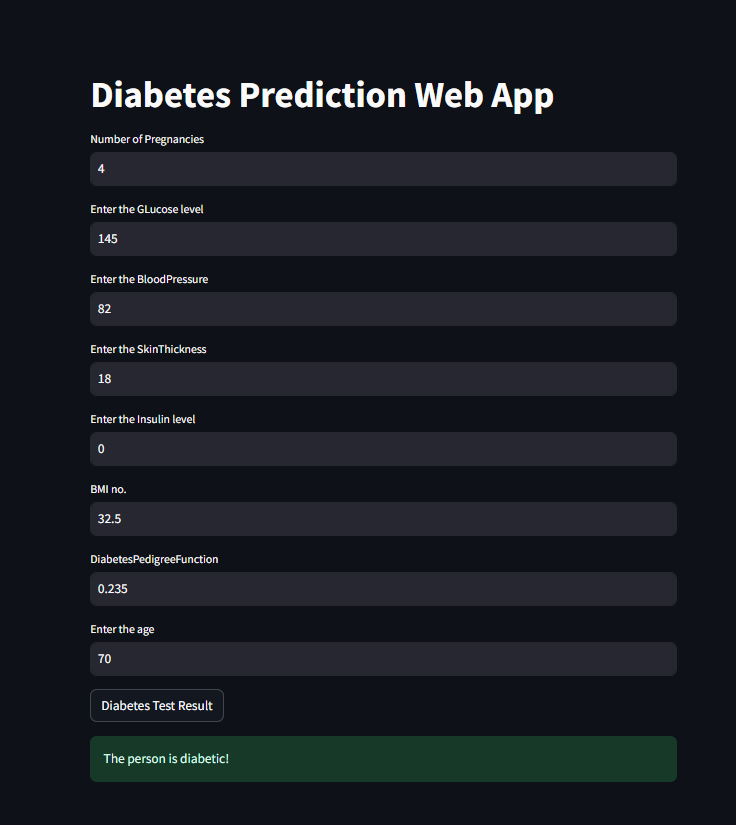 Diabetes Prediction Web App
Number of Pregnancies
4
Enter the GLucose level
145
Enter the BloodPressure
82
Enter the SkinThickness
18
Enter the Insulin level
0
BMI no.
32.5
DiabetesPedigreeFunction
0.235
Enter the age
70
Diabetes Test Result
The person is diabetic!